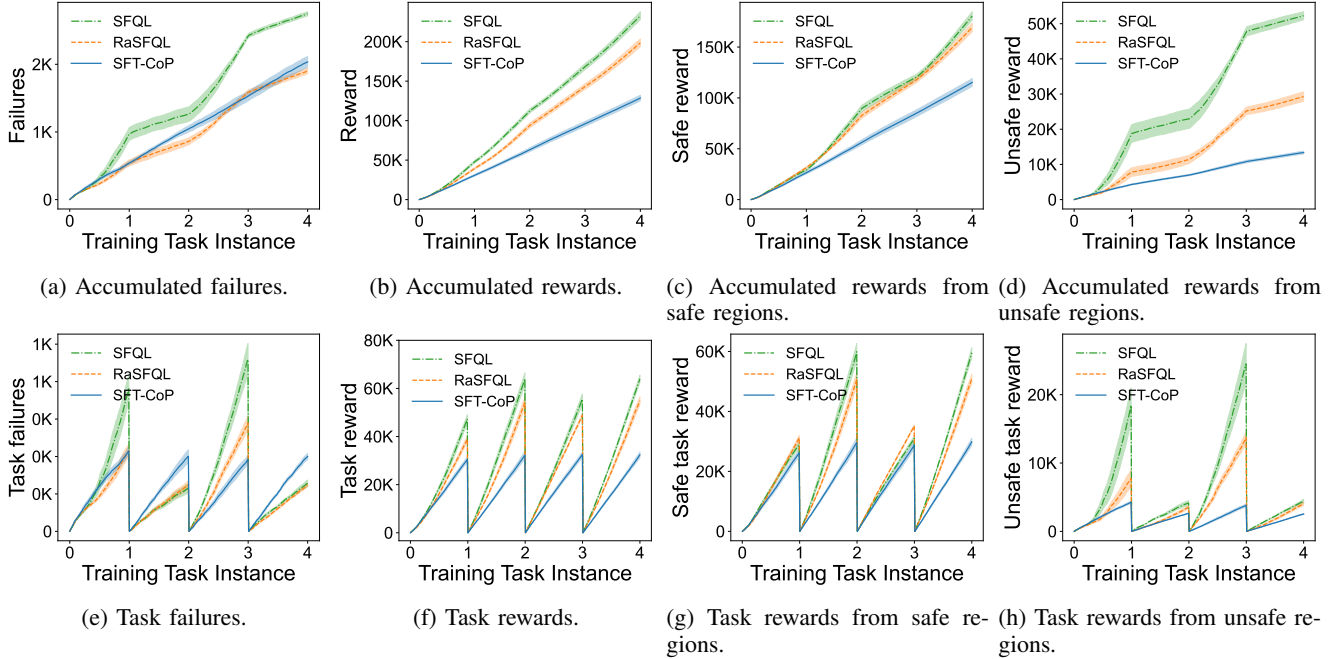 SFQL
RaSFQL
SFT-CoP
Failures
2K
1K
0
0 1 2 3 4
Training Task Instance
(a) Accumulated failures.
SFQL
RaSFQL
SFT-CoP
Reward
200K
150K
100K
50K
0
0 1 2 3 4
Training Task Instance
(b) Accumulated rewards.
SFQL
RaSFQL
SFT-CoP
Safe reward
150K
100K
50K
0
0 1 2 3 4
Training Task Instance
(c) Accumulated rewards from
safe regions.
SFQL
RaSFQL
SFT-CoP
Unsafe reward
50K
40K
30K
20K
10K
0
0 1 2 3 4
Training Task Instance
(d) Accumulated rewards from
unsafe regions.
SFQL
RaSFQL
SFT-CoP
Task failures
1K
1K
0K
0K
0K
0
0 1 2 3 4
Training Task Instance
(e) Task failures.
SFQL
RaSFQL
SFT-CoP
Task reward
80K
60K
40K
20K
0
0 1 2 3 4
Training Task Instance
(f) Task rewards.
SFQL
RaSFQL
SFT-CoP
Safe task reward
60K
40K
20K
0
0 1 2 3 4
Training Task Instance
(g) Task rewards from safe re-
gions.
SFQL
RaSFQL
SFT-CoP
Unsafe task reward
20K
10K
0
0 1 2 3 4
Training Task Instance
(h) Task rewards from unsafe re-
gions.